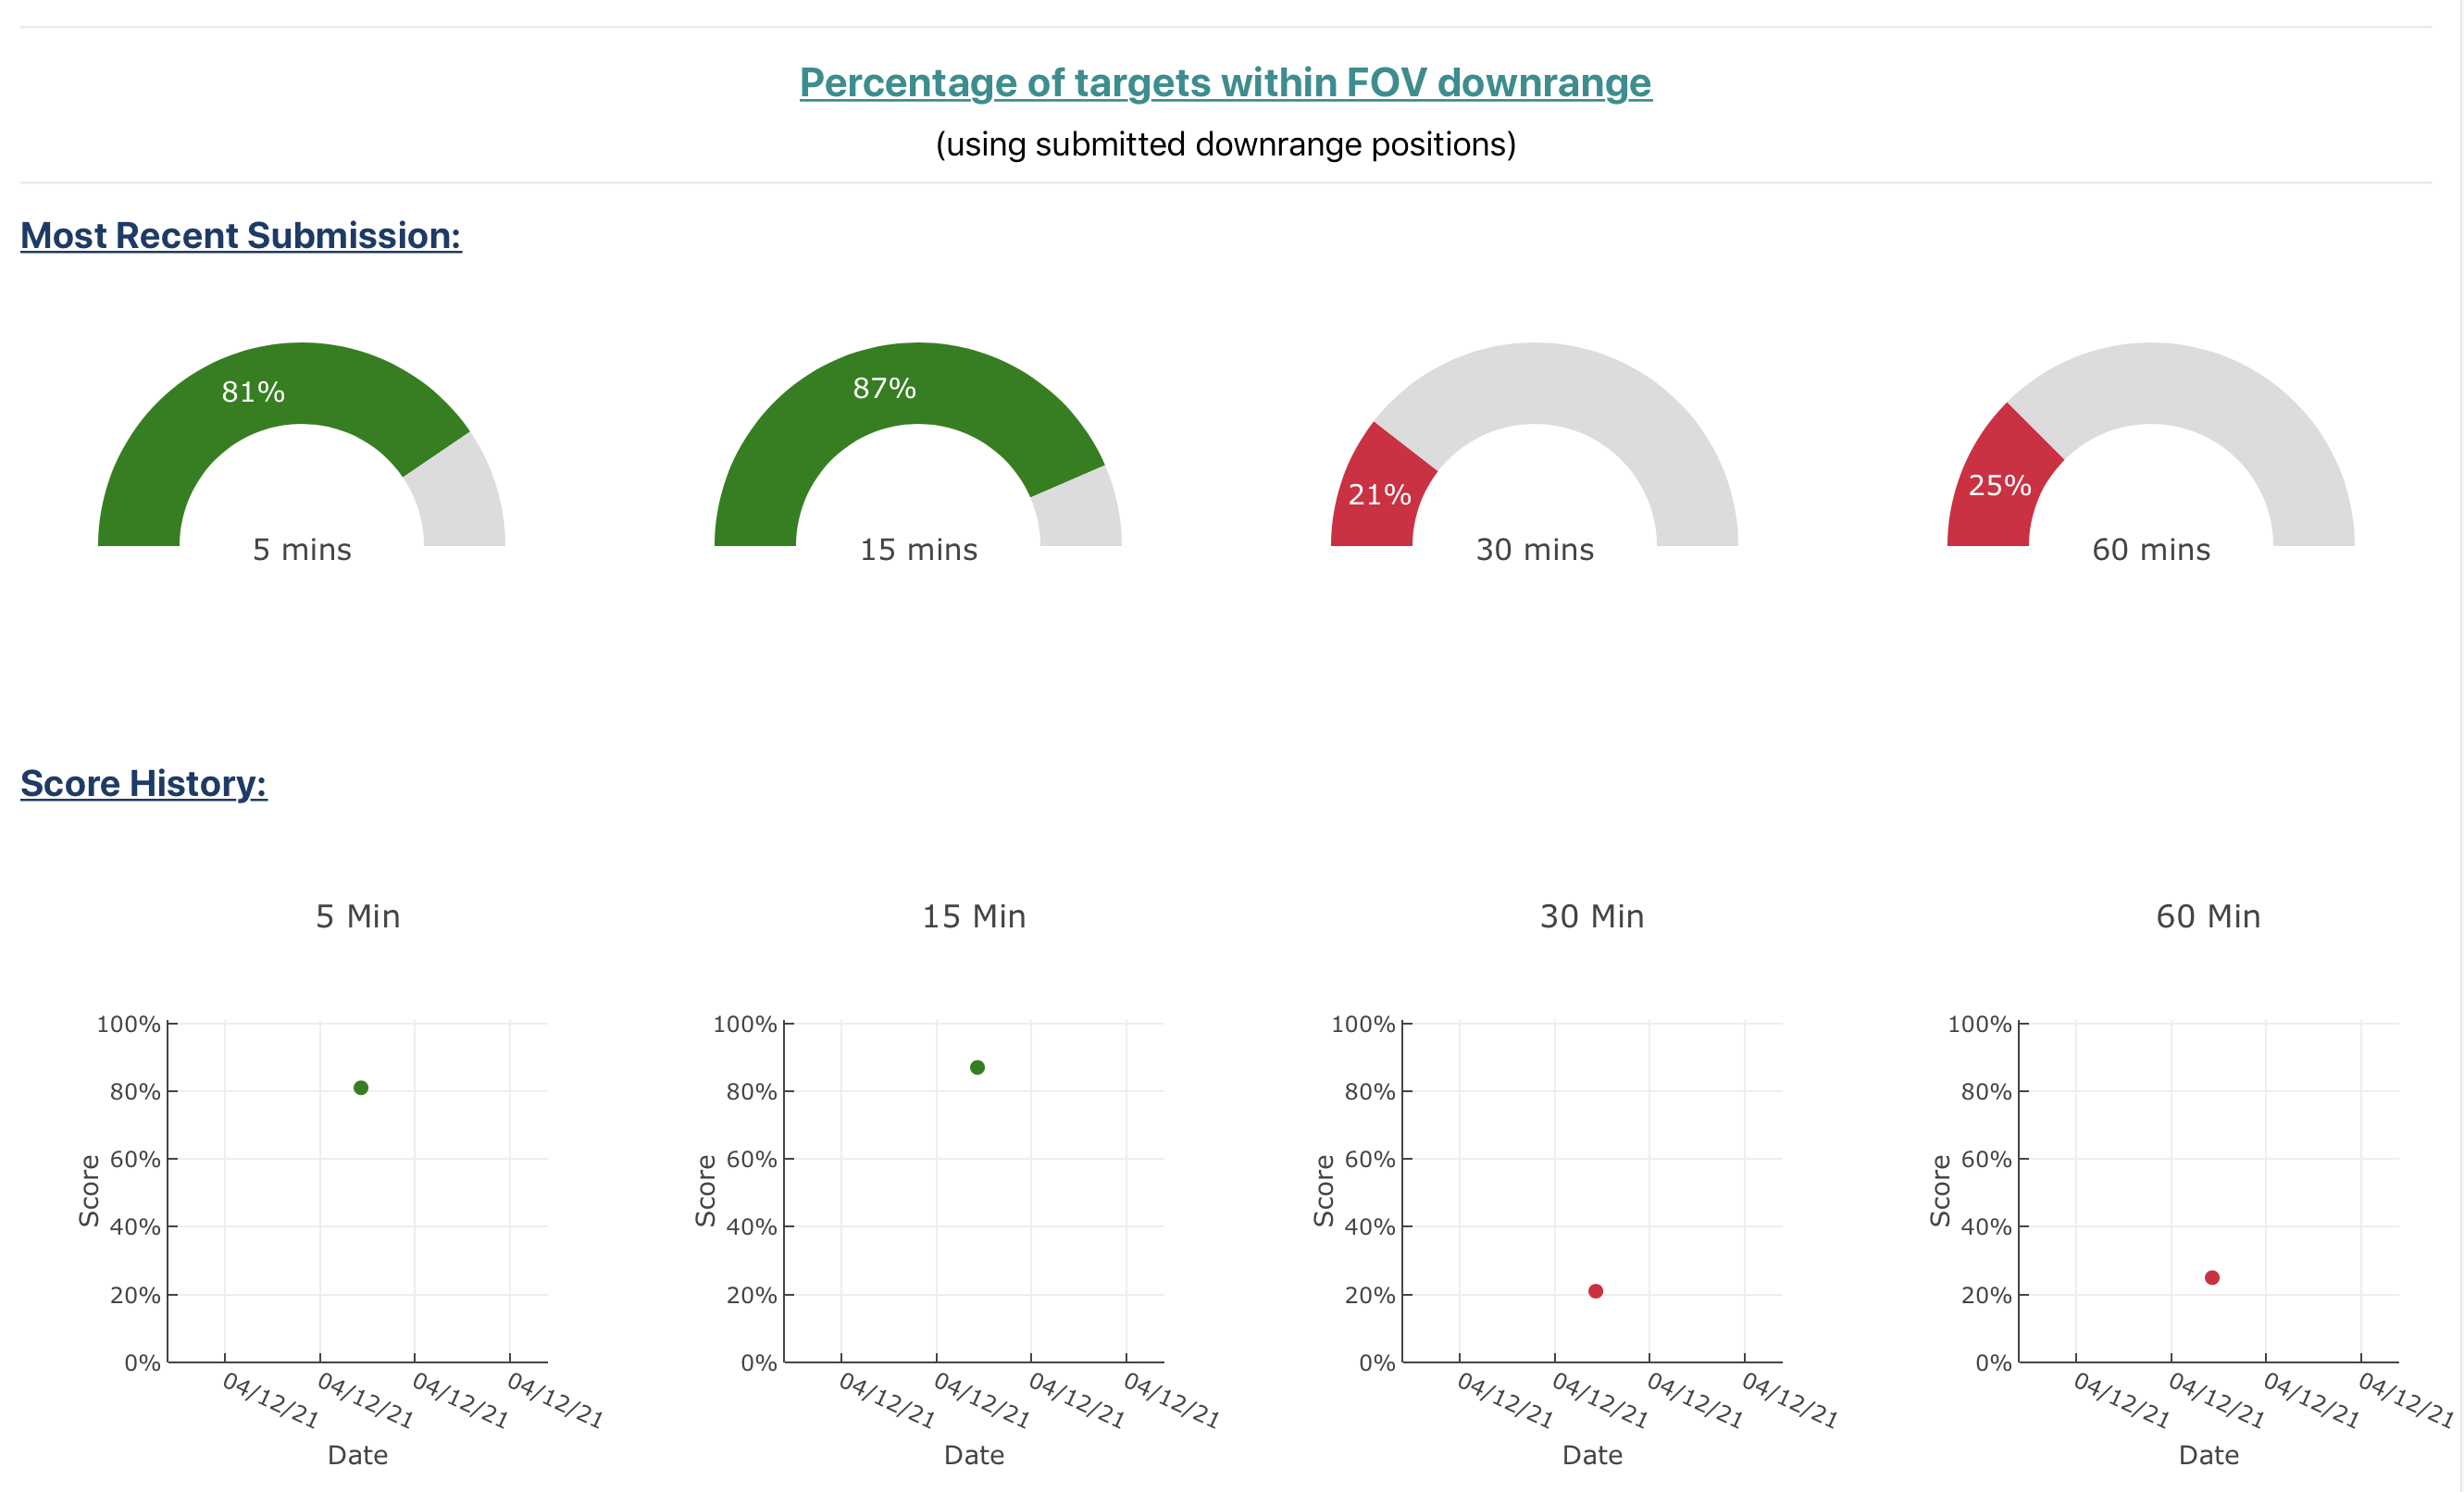 Percentage of targets within FOV downrange
(using submitted downrange positions)
Most Recent Submission:
81%
5 mins
87%
15 mins
21%
30 mins
25%
60 mins
Score History:
5 Min
Score
100%
80%
60%
40%
20%
0%
04/12/21
04/12/21
04/12/21
04/12/21
Date
15 Min
Score
100%
80%
60%
40%
20%
0%
04/12/21
04/12/21
04/12/21
04/12/21
Date
30 Min
Score
100%
80%
60%
40%
20%
0%
04/12/21
04/12/21
04/12/21
04/12/21
Date
60 Min
Score
100%
80%
60%
40%
20%
0%
04/12/21
04/12/21
04/12/21
04/12/21
Date